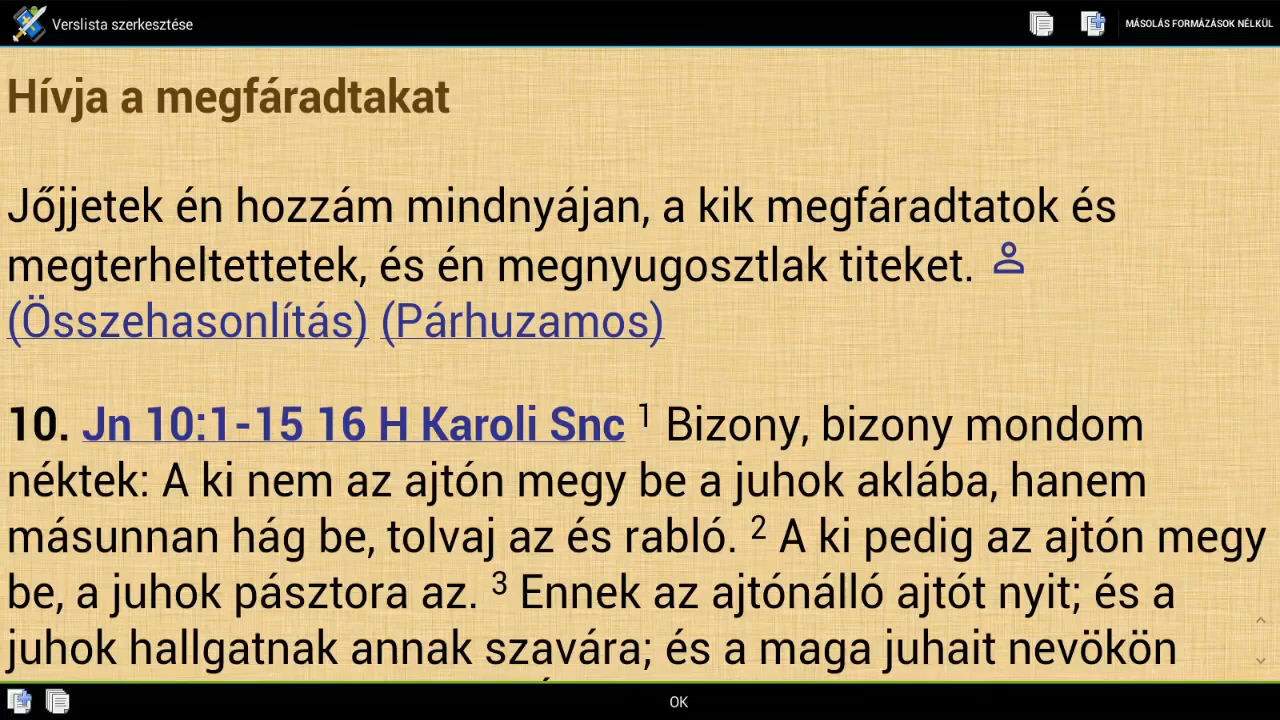 Verslista szerkesztése
MÁSOLÁS FORMÁZÁSOK NÉLKÜL
Hívja a megfáradtakat
Jőjjetek én hozzám mindnyájan, a kik megfáradtatok és
megterheltettetek, és én megnyugosztlak titeket.
(Összehasonlítás) (Párhuzamos)
10. Jn 10:1-15 16 H Karoli Snc 1 Bizony, bizony mondom
néktek: A ki nem az ajtón megy be a juhok aklába, hanem
másunnan hág be, tolvaj az és rabló. 2 A ki pedig az ajtón megy
be, a juhok pásztora az. 3 Ennek az ajtónálló ajtót nyit; és a
juhok hallgatnak annak szavára; és a maga juhait nevökön
OK